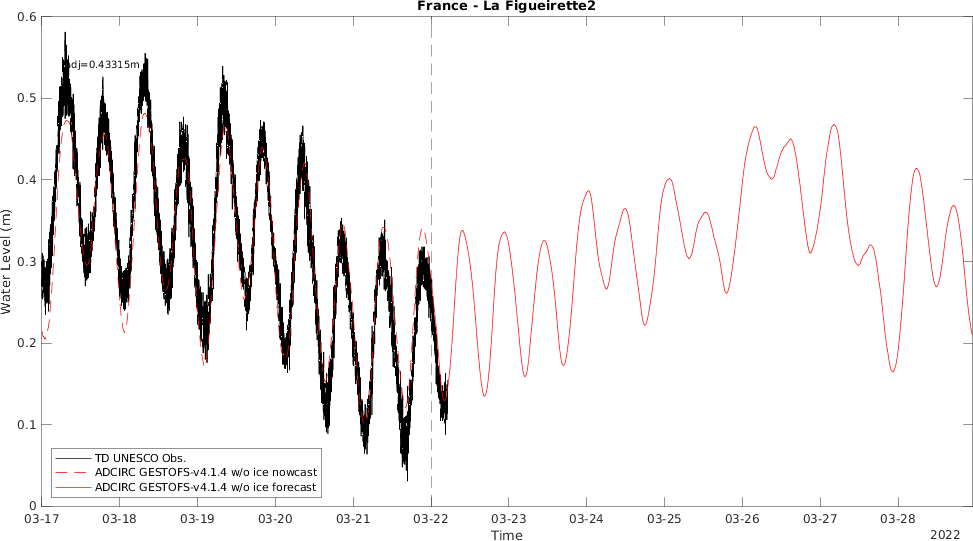 France - La Figueirette2
0.6
0.5
0.4
0.3
0.2
0.1
0
Water Level (m)
adj=0.43315m
TD UNESCO Obs.
ADCIRC GESTOFS-v4.1.4 w/o ice nowcast
ADCIRC GESTOFS-v4.1.4 w/o ice forecast
03-17 03-18 03-19 03-20 03-21 03-22 03-23 03-24 03-25 03-26 03-27 03-28
Time
2022